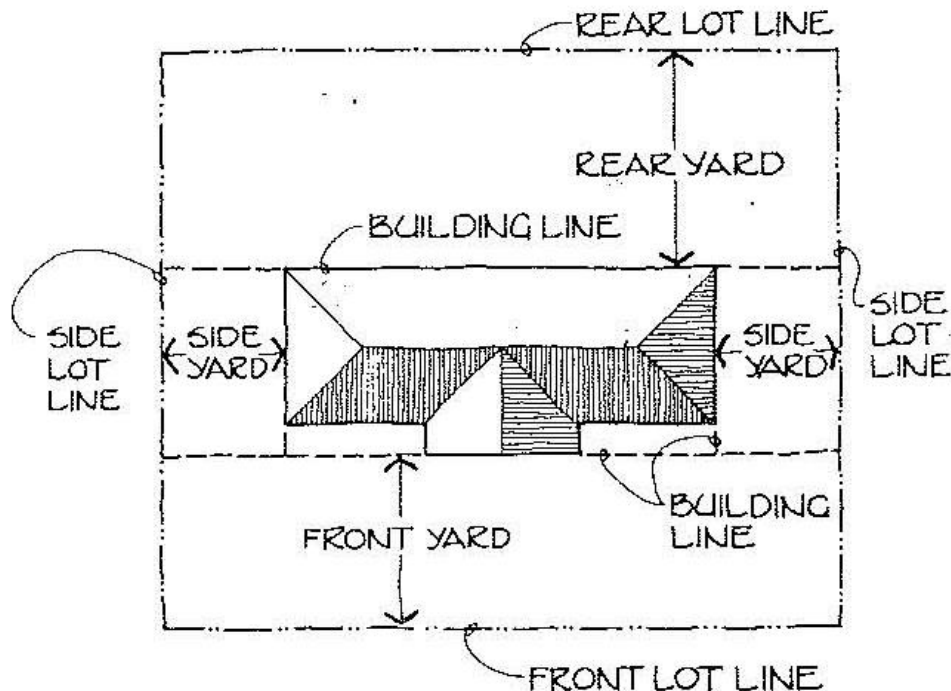 REAR LOT LINE
REAR YARD
BUILDING LINE
SIDE
LOT
LINE
SIDE
YARD
SIDE
YARD
SIDE
LOT
LINE
BUILDING
LINE
FRONT YARD
FRONT LOT LINE